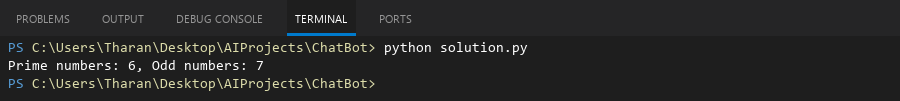 PROBLEMS OUTPUT DEBUG CONSOLE TERMINAL PORTS
PS C:\Users\Tharan\Desktop\AIProjects\ChatBot> python solution.py
Prime numbers: 6, Odd numbers: 7
PS C:\Users\Tharan\Desktop\AIProjects\ChatBot>